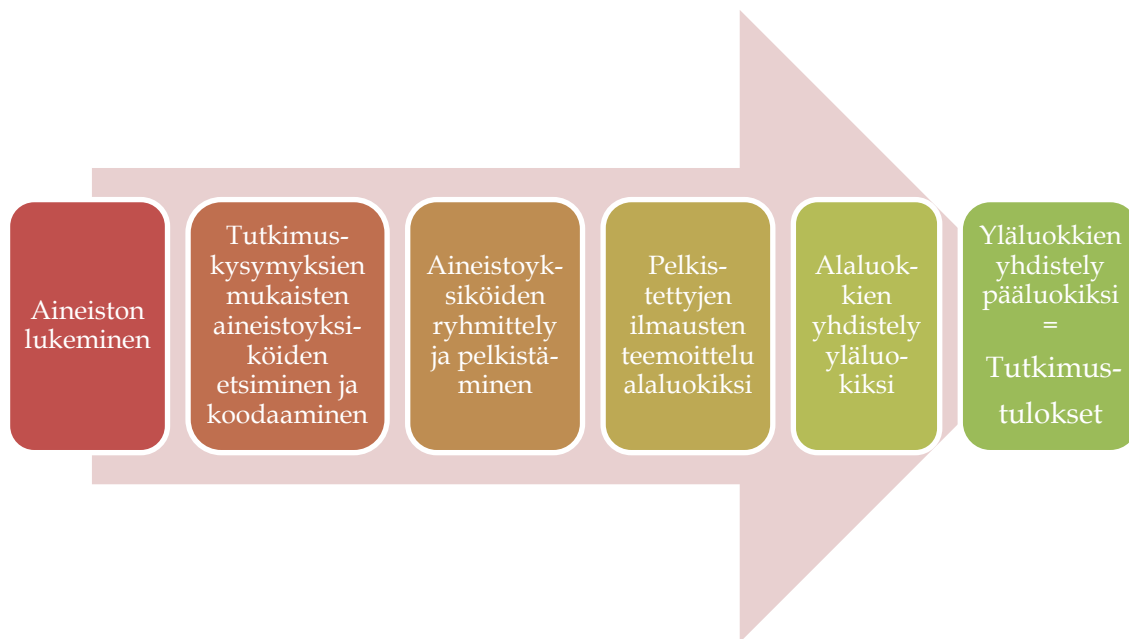 Aineiston
lukeminen
Tutkimus-
kysymyksien
mukaisten
aineistoyksi-
köiden
etsiminen ja
koodaaminen
Aineistoyk-
siköiden
ryhmittely
ja pelkistä-
minen
Pelkis-
tettyjen
ilmausten
teemoittelu
alaluokiksi
Alaluok-
kien
yhdistely
yläluo-
kiksi
Yläluokkien
yhdistely
pääluokiksi
=
Tutkimus-
tulokset